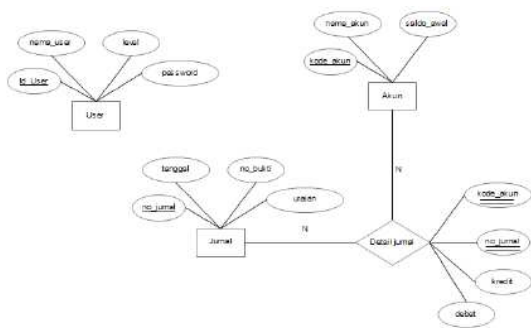 nama_user
level
Id_User
password
User
nama_akun
saldo_awal
kode_akun
Akun
N
tanggal
no_bukti
no_jurnal
uraian
Jurnal
N
Detail jurnal
kode_akun
no_jurnal
kredit
debet